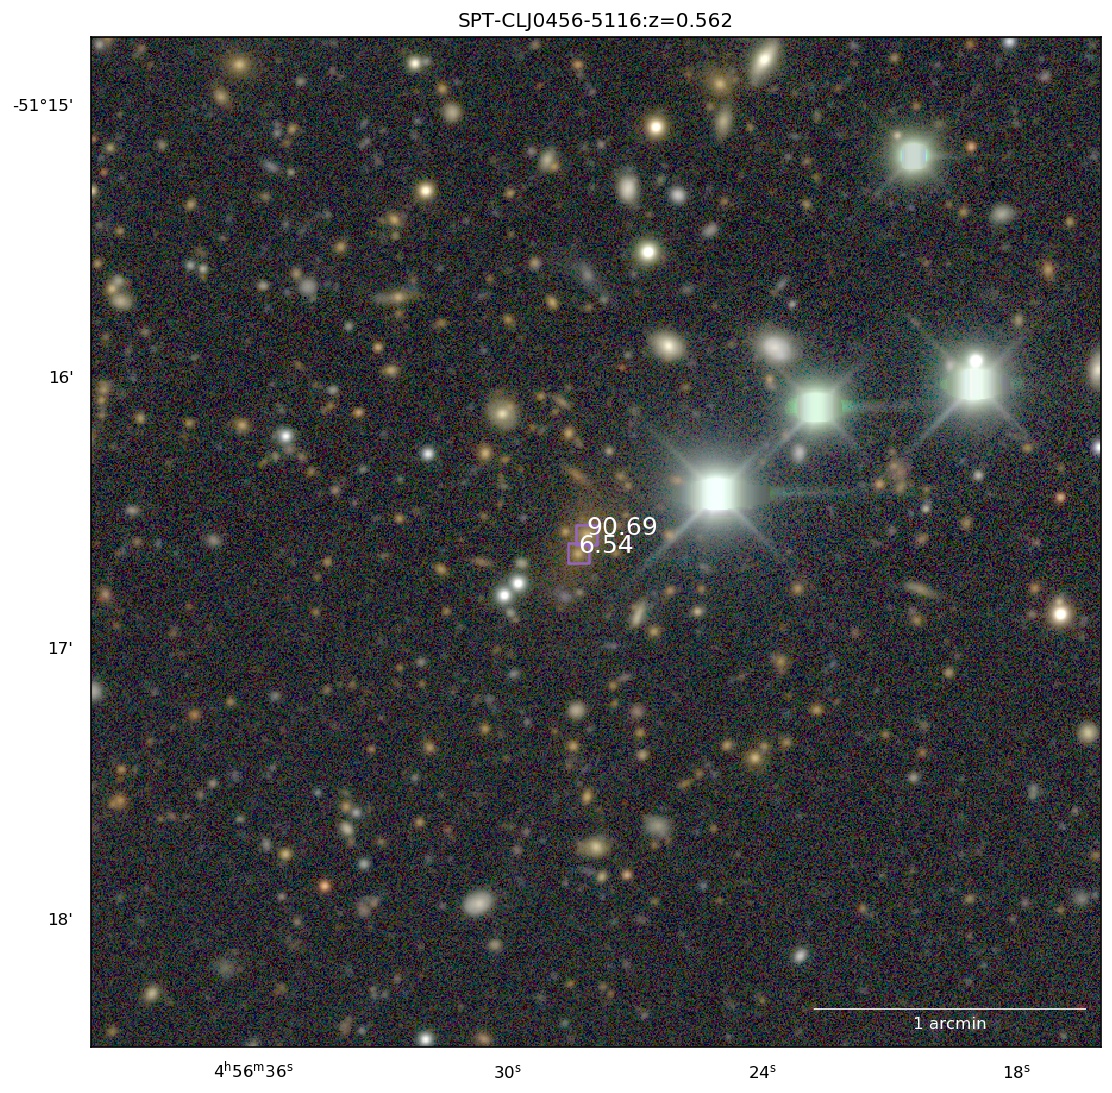 SPT-CLJ0456-5116:z=0.562
-51°15'
16'
90.69
6.54
17'
18'
1 arcmin
4ʰ56ᵐ36ˢ 30ˢ 24ˢ 18ˢ